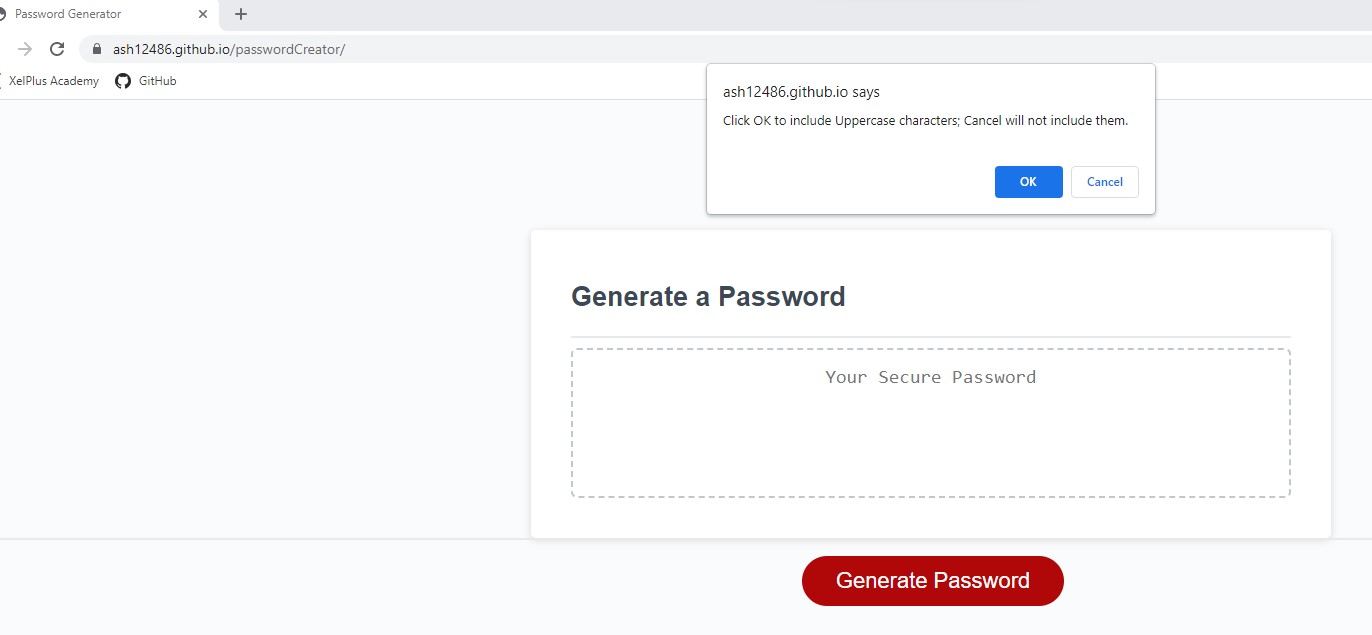 Password Generator
ash12486.github.io/passwordCreator/
XelPlus Academy GitHub
ash12486.github.io says
Click OK to include Uppercase characters; Cancel will not include them.
OK Cancel
Generate a Password
Your Secure Password
Generate Password